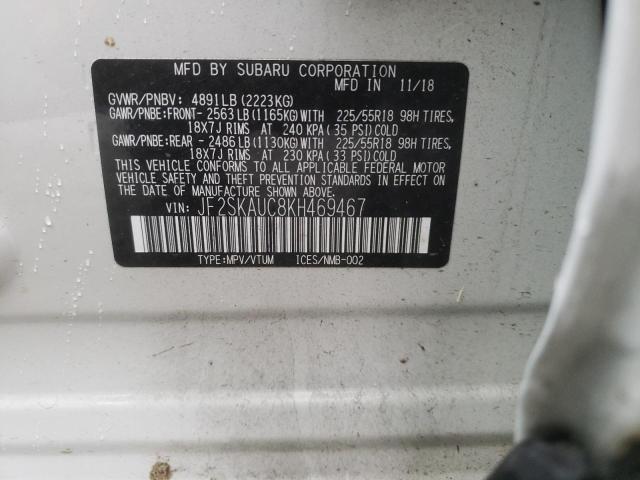 MFD BY SUBARU CORPORATION
MFD IN 11/18
GVWR/PNBV: 4891LB (2223KG)
GAWR/PNBE:FRONT- 2563LB (1165KG) WITH 225/55R18 98H TIRES,
18X7J RIMS AT 240 KPA (35 PSI) COLD
GAWR/PNBE:REAR - 2486LB (1130KG) WITH 225/55R18 98H TIRES,
18X7J RIMS AT 230 KPA (33 PSI) COLD
THIS VEHICLE CONFORMS TO ALL APPLICABLE FEDERAL MOTOR
VEHICLE SAFETY AND THEFT PREVENTION STANDARDS IN EFFECT
ON THE DATE OF MANUFACTURE SHOWN ABOVE.
VIN: JF2SKAUC8KH469467
TYPE:MPV/VTUM ICES/NMB-002